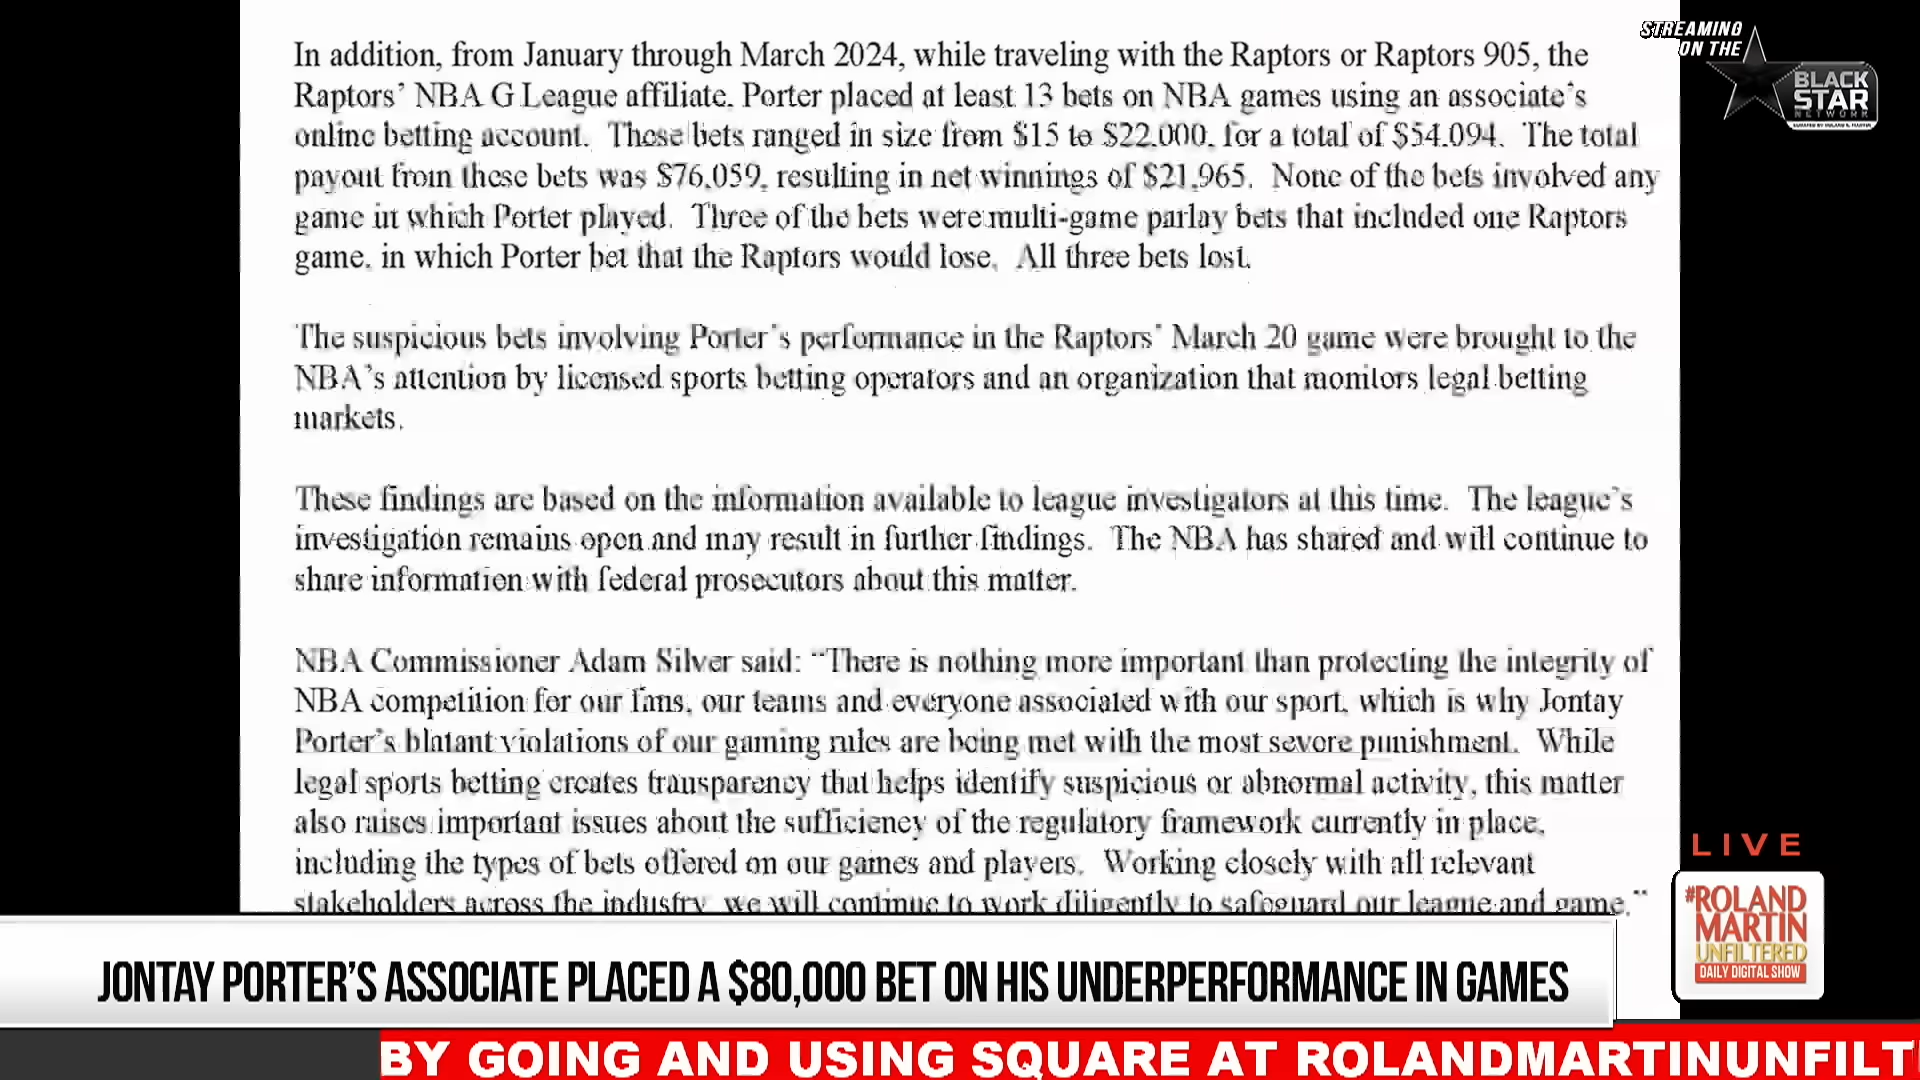 In addition, from January through March 2024, while traveling with the Raptors or Raptors 905, the
Raptors' NBA G League affiliate, Porter placed at least 13 bets on NBA games using an associate's
online betting account. These bets ranged in size from $15 to $22,000, for a total of $54,094. The total
payout from these bets was $76,059, resulting in net winnings of $21,965. None of the bets involved any
game in which Porter played. Three of the bets were multi-game parlay bets that included one Raptors
game, in which Porter bet that the Raptors would lose. All three bets lost.
The suspicious bets involving Porter's performance in the Raptors' March 20 game were brought to the
NBA's attention by licensed sports betting operators and an organization that monitors legal betting
markets.
These findings are based on the information available to league investigators at this time. The league's
investigation remains open and may result in further findings. The NBA has shared and will continue to
share information with federal prosecutors about this matter.
NBA Commissioner Adam Silver said: "There is nothing more important than protecting the integrity of
NBA competition for our fans, our teams and everyone associated with our sport, which is why Jontay
Porter's blatant violations of our gaming rules are being met with the most severe punishment. While
legal sports betting creates transparency that helps identify suspicious or abnormal activity, this matter
also raises important issues about the sufficiency of the regulatory framework currently in place,
including the types of bets offered on our games and players. Working closely with all relevant
stakeholders across the industry, we will continue to work diligently to safeguard our league and game."
STREAMING
ON THE
BLACK
STAR
NETWORK
LIVE
#ROLAND
MARTIN
UNFILTERED
DAILY DIGITAL SHOW
JONTAY PORTER'S ASSOCIATE PLACED A $80,000 BET ON HIS UNDERPERFORMANCE IN GAMES
BY GOING AND USING SQUARE AT ROLANDMARTINUNFILT